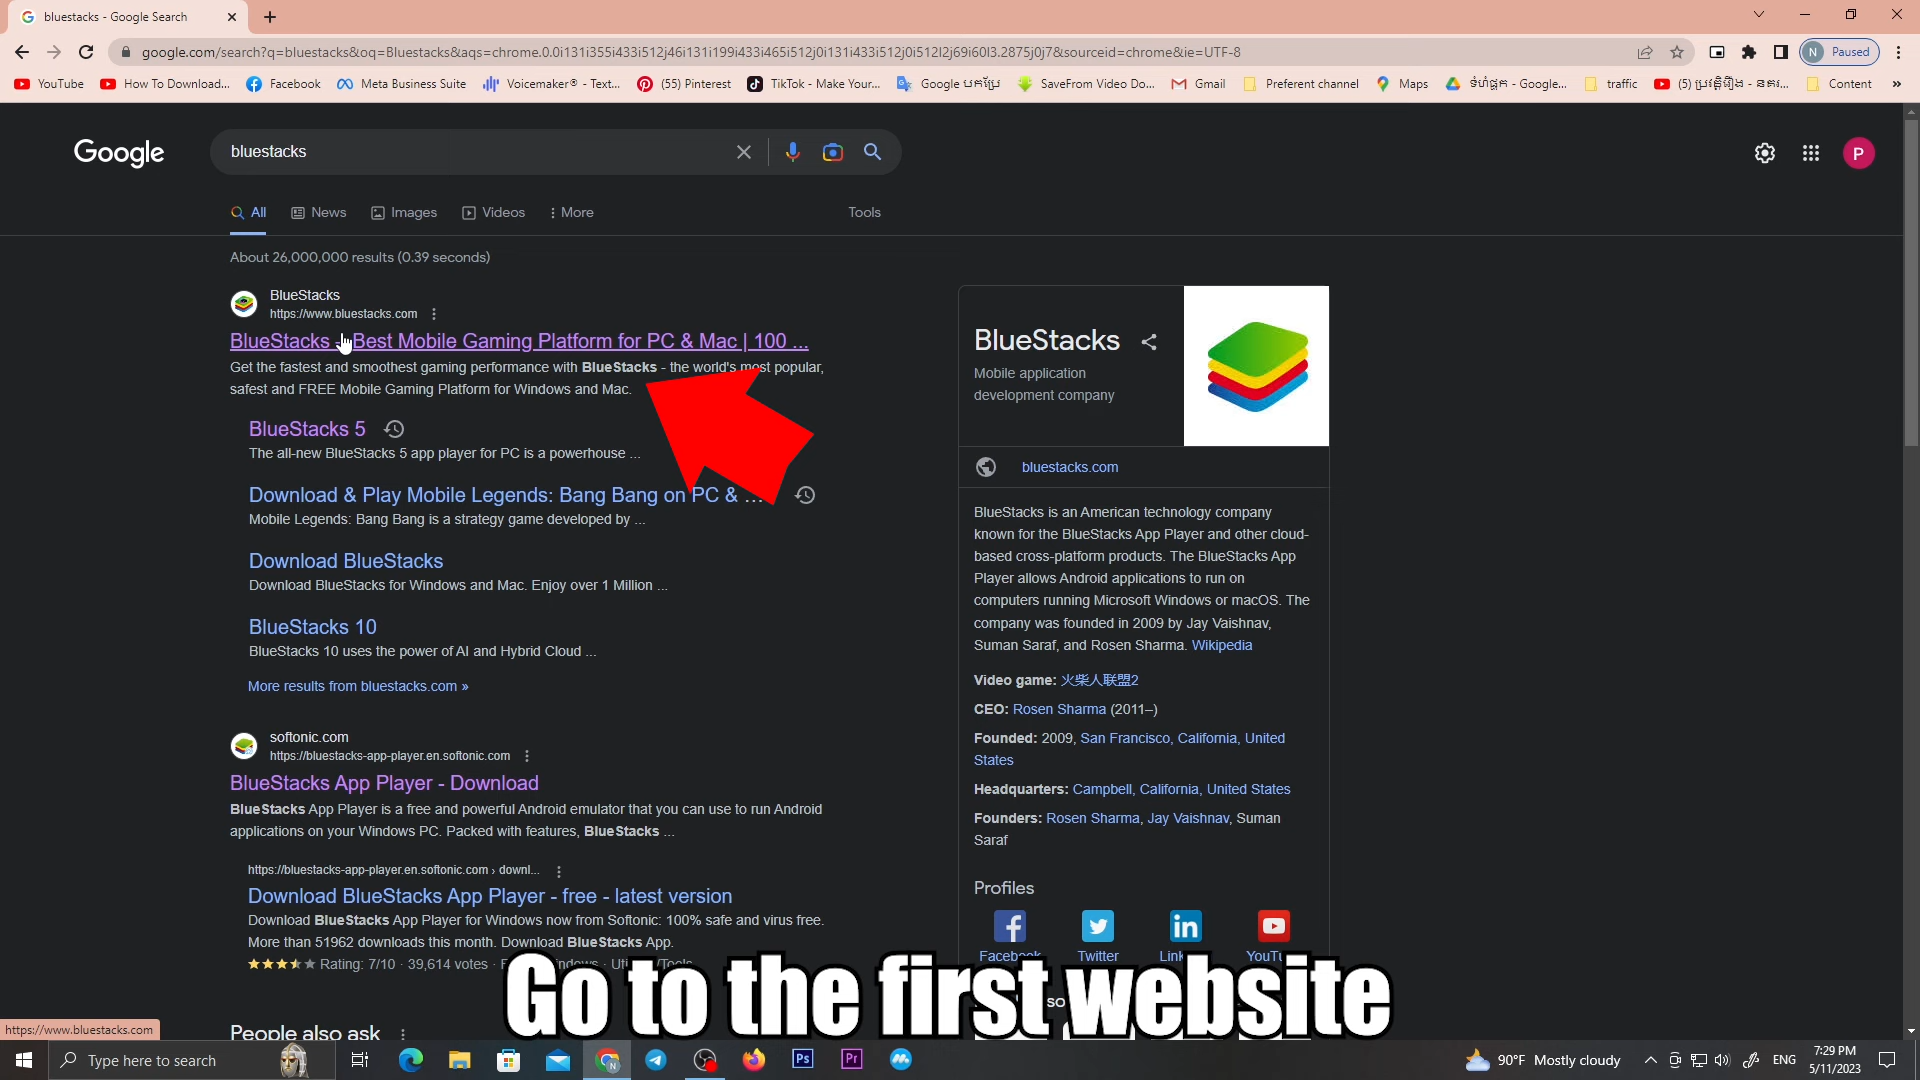 bluestacks - Google Search
google.com/search?q=bluestacks&oq=Bluestacks&aqs=chrome.0.0i131i355i433i512j46i131i199i433i465i512j0i131i433i512j0i512l2j69i60l3.2875j0j7&sourceid=chrome&ie=UTF-8
N Paused
YouTube How To Download... Facebook Meta Business Suite Voicemaker® - Text... (55) Pinterest TikTok - Make Your... Google បកប្រែ SaveFrom Video Do... Gmail Preferent channel Maps ទំហំផ្ទុក - Google... traffic (5) Content »
Google
bluestacks
P
All News Images Videos More Tools
About 26,000,000 results (0.39 seconds)
BlueStacks
https://www.bluestacks.com
BlueStacks - Best Mobile Gaming Platform for PC & Mac | 100 ...
Get the fastest and smoothest gaming performance with BlueStacks - the world's most popular,
safest and FREE Mobile Gaming Platform for Windows and Mac.
BlueStacks 5
The all-new BlueStacks 5 app player for PC is a powerhouse ...
Download & Play Mobile Legends: Bang Bang on PC & ...
Mobile Legends: Bang Bang is a strategy game developed by ...
Download BlueStacks
Download BlueStacks for Windows and Mac. Enjoy over 1 Million ...
BlueStacks 10
BlueStacks 10 uses the power of AI and Hybrid Cloud ...
More results from bluestacks.com »
softonic.com
https://bluestacks-app-player.en.softonic.com
BlueStacks App Player - Download
BlueStacks App Player is a free and powerful Android emulator that you can use to run Android
applications on your Windows PC. Packed with features, BlueStacks ...
https://bluestacks-app-player.en.softonic.com › downl...
Download BlueStacks App Player - free - latest version
Download BlueStacks App Player for Windows now from Softonic: 100% safe and virus free.
More than 51962 downloads this month. Download BlueStacks App.
Rating: 7/10 · 39,614 votes
People also ask
BlueStacks
Mobile application
development company
bluestacks.com
BlueStacks is an American technology company
known for the BlueStacks App Player and other cloud-
based cross-platform products. The BlueStacks App
Player allows Android applications to run on
computers running Microsoft Windows or macOS. The
company was founded in 2009 by Jay Vaishnav,
Suman Saraf, and Rosen Sharma. Wikipedia
Video game: 火柴人联盟2
CEO: Rosen Sharma (2011–)
Founded: 2009, San Francisco, California, United
States
Headquarters: Campbell, California, United States
Founders: Rosen Sharma, Jay Vaishnav, Suman
Saraf
Profiles
Facebook Twitter
Go to the first website
https://www.bluestacks.com
Type here to search
Ps Pr
90°F Mostly cloudy
ENG
7:29 PM
5/11/2023